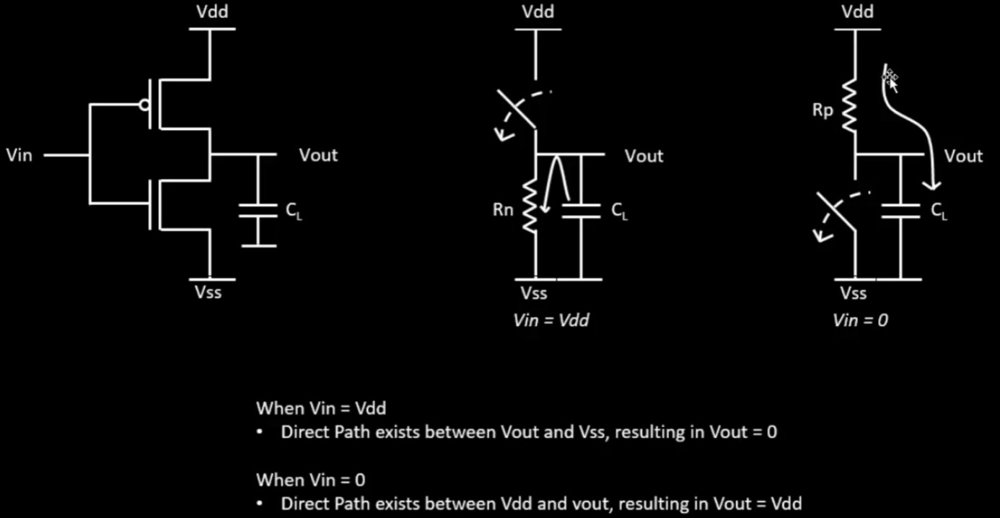 Vdd
Vdd
Vdd
Rp
Vin
Vout
Vout
Vout
CL
Rn
CL
CL
Vss
Vss
Vss
Vin = Vdd
Vin = 0
When Vin = Vdd
• Direct Path exists between Vout and Vss, resulting in Vout = 0
When Vin = 0
• Direct Path exists between Vdd and vout, resulting in Vout = Vdd